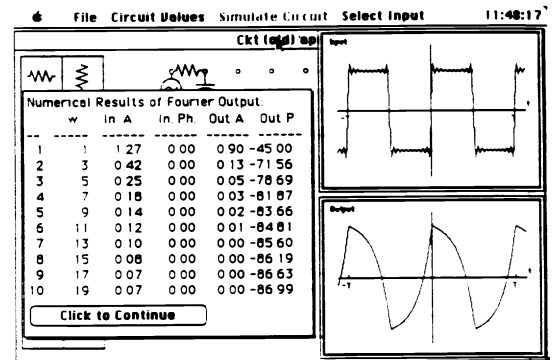 File Circuit Values Simulate Circuit Select Input 11:48:17
Ckt
Input
-T T t
Numerical Results of Fourier Output:
w In A In. Ph. Out A Out P
-- -- ------ ------ ------ ------
1 1 1.27 0.00 0.90 -45.00
2 3 0.42 0.00 0.13 -71.56
3 5 0.25 0.00 0.05 -78.69
4 7 0.18 0.00 0.03 -81.87
5 9 0.14 0.00 0.02 -83.66
6 11 0.12 0.00 0.01 -84.81
7 13 0.10 0.00 0.00 -85.60
8 15 0.08 0.00 0.00 -86.19
9 17 0.07 0.00 0.00 -86.63
10 19 0.07 0.00 0.00 -86.99
Click to Continue
Output
-T T t